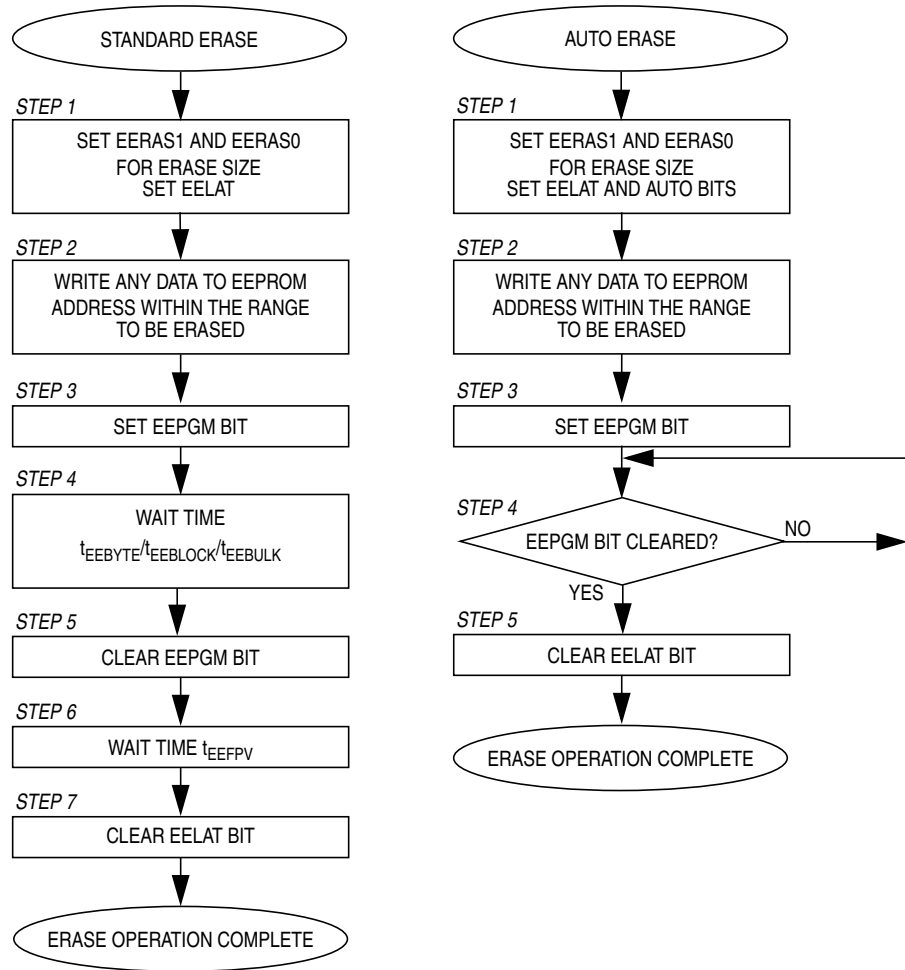 STANDARD ERASE
STEP 1
SET EERAS1 AND EERAS0
FOR ERASE SIZE
SET EELAT
STEP 2
WRITE ANY DATA TO EEPROM
ADDRESS WITHIN THE RANGE
TO BE ERASED
STEP 3
SET EEPGM BIT
STEP 4
WAIT TIME
tEEBYTE/tEEBLOCK/tEEBULK
STEP 5
CLEAR EEPGM BIT
STEP 6
WAIT TIME tEEFPV
STEP 7
CLEAR EELAT BIT
ERASE OPERATION COMPLETE
AUTO ERASE
STEP 1
SET EERAS1 AND EERAS0
FOR ERASE SIZE
SET EELAT AND AUTO BITS
STEP 2
WRITE ANY DATA TO EEPROM
ADDRESS WITHIN THE RANGE
TO BE ERASED
STEP 3
SET EEPGM BIT
STEP 4
EEPGM BIT CLEARED?
NO
YES
STEP 5
CLEAR EELAT BIT
ERASE OPERATION COMPLETE